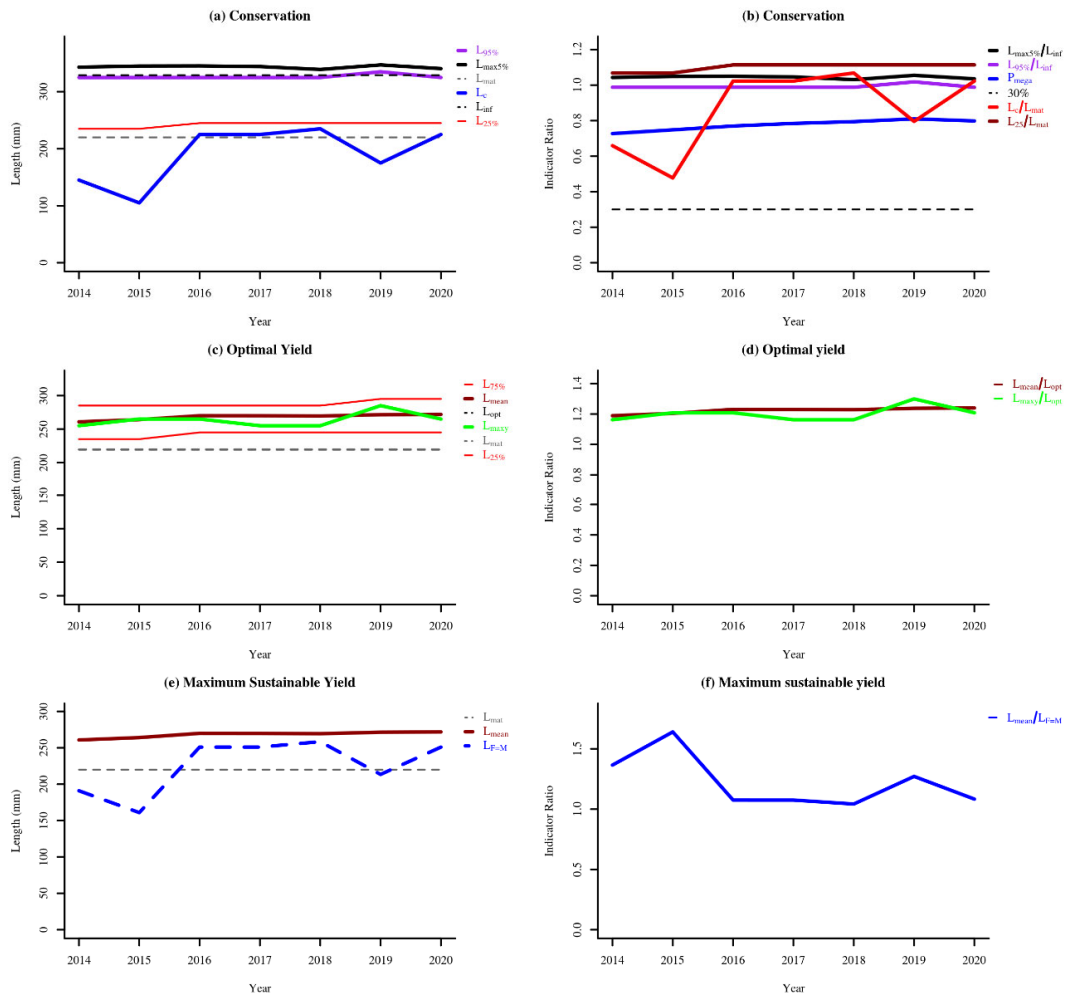 (a) Conservation
Length (mm)
0 100 200 300
2014 2015 2016 2017 2018 2019 2020
Year
L95%
Lmax5%
Lmat
Lc
Linf
L25%
(b) Conservation
Indicator Ratio
0.0 0.2 0.4 0.6 0.8 1.0 1.2
2014 2015 2016 2017 2018 2019 2020
Year
Lmax5%/Linf
L95%/Linf
Pmega
30%
Lc/Lmat
L25/Lmat
(c) Optimal Yield
Length (mm)
0 50 100 150 200 250 300
2014 2015 2016 2017 2018 2019 2020
Year
L75%
Lmean
Lopt
Lmaxy
Lmat
L25%
(d) Optimal yield
Indicator Ratio
0.0 0.2 0.4 0.6 0.8 1.0 1.2 1.4
2014 2015 2016 2017 2018 2019 2020
Year
Lmean/Lopt
Lmaxy/Lopt
(e) Maximum Sustainable Yield
Length (mm)
0 50 100 150 200 250 300
2014 2015 2016 2017 2018 2019 2020
Year
Lmat
Lmean
LF=M
(f) Maximum sustainable yield
Indicator Ratio
0.0 0.5 1.0 1.5
2014 2015 2016 2017 2018 2019 2020
Year
Lmean/LF=M